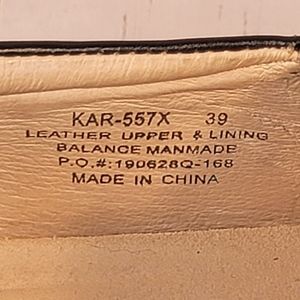 KAR-557X 39
LEATHER UPPER & LINING
BALANCE MANMADE
P.O.#:190628Q-168
MADE IN CHINA